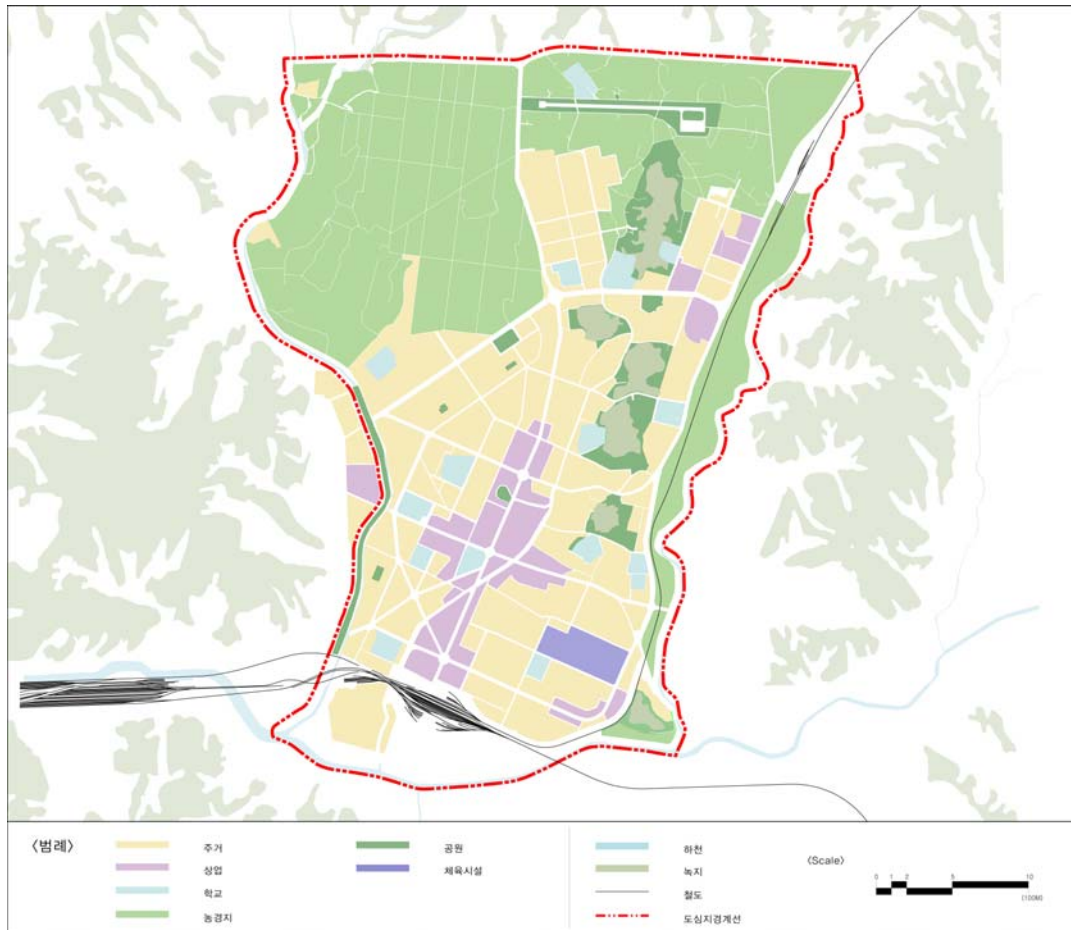 〈범례〉
주거
상업
학교
농경지
공원
체육시설
하천
녹지
철도
도심지경계선
〈Scale〉
0 1 2 5 10
(100M)